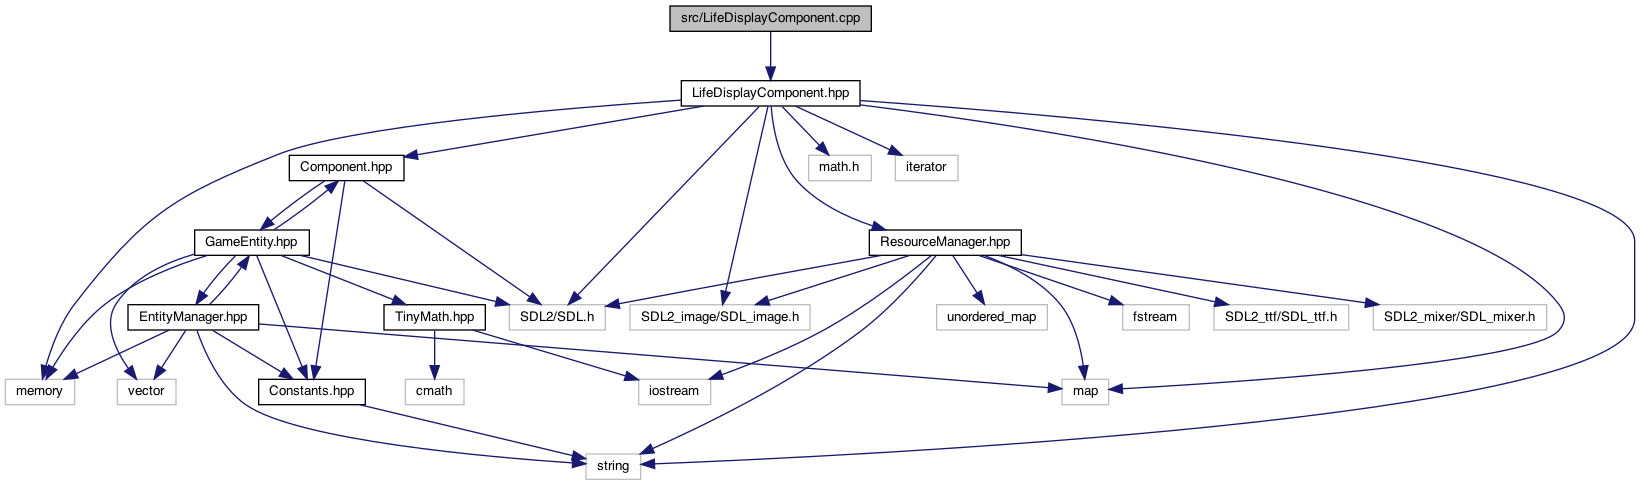 src/LifeDisplayComponent.cpp
LifeDisplayComponent.hpp
Component.hpp
math.h
iterator
GameEntity.hpp
ResourceManager.hpp
EntityManager.hpp
TinyMath.hpp
SDL2/SDL.h
SDL2_image/SDL_image.h
unordered_map
fstream
SDL2_ttf/SDL_ttf.h
SDL2_mixer/SDL_mixer.h
memory
vector
Constants.hpp
cmath
iostream
map
string